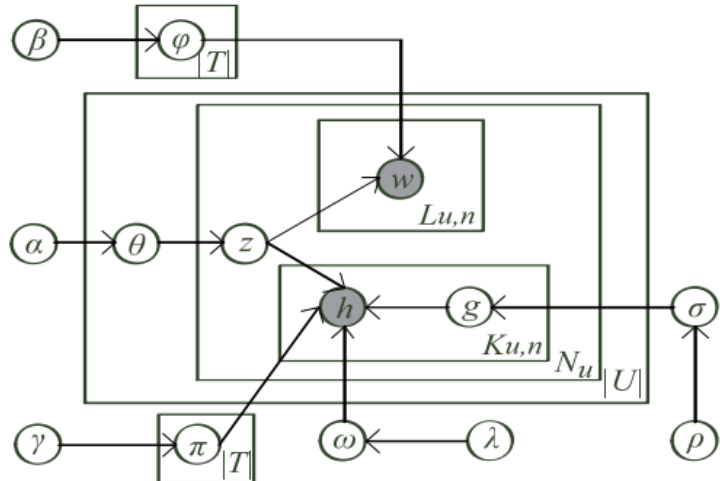 β φ |T|
w
Lu,n
α θ z
h g σ
Ku,n
Nu
|U|
γ π |T| ω λ ρ